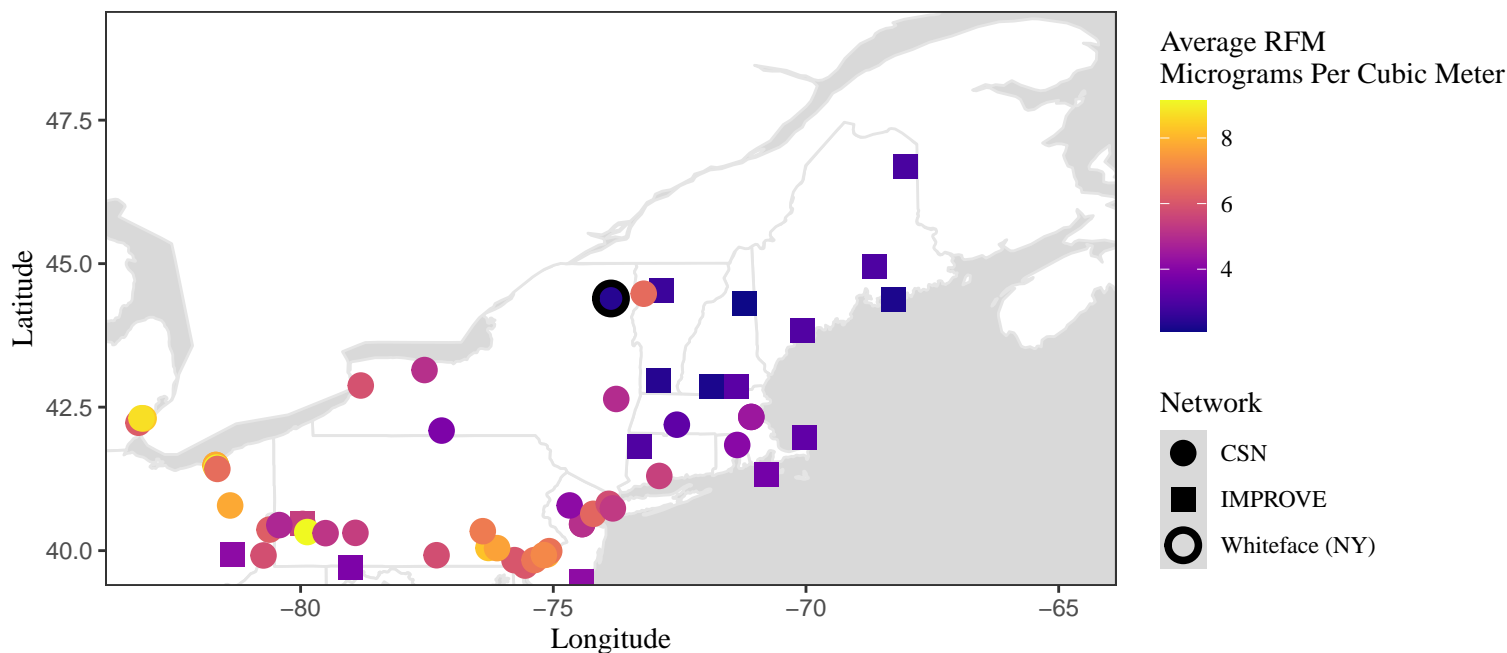 Average RFM
Micrograms Per Cubic Meter
8
6
4
Network
CSN
IMPROVE
Whiteface (NY)
Latitude
47.5
45.0
42.5
40.0
−80
−75
−70
−65
Longitude